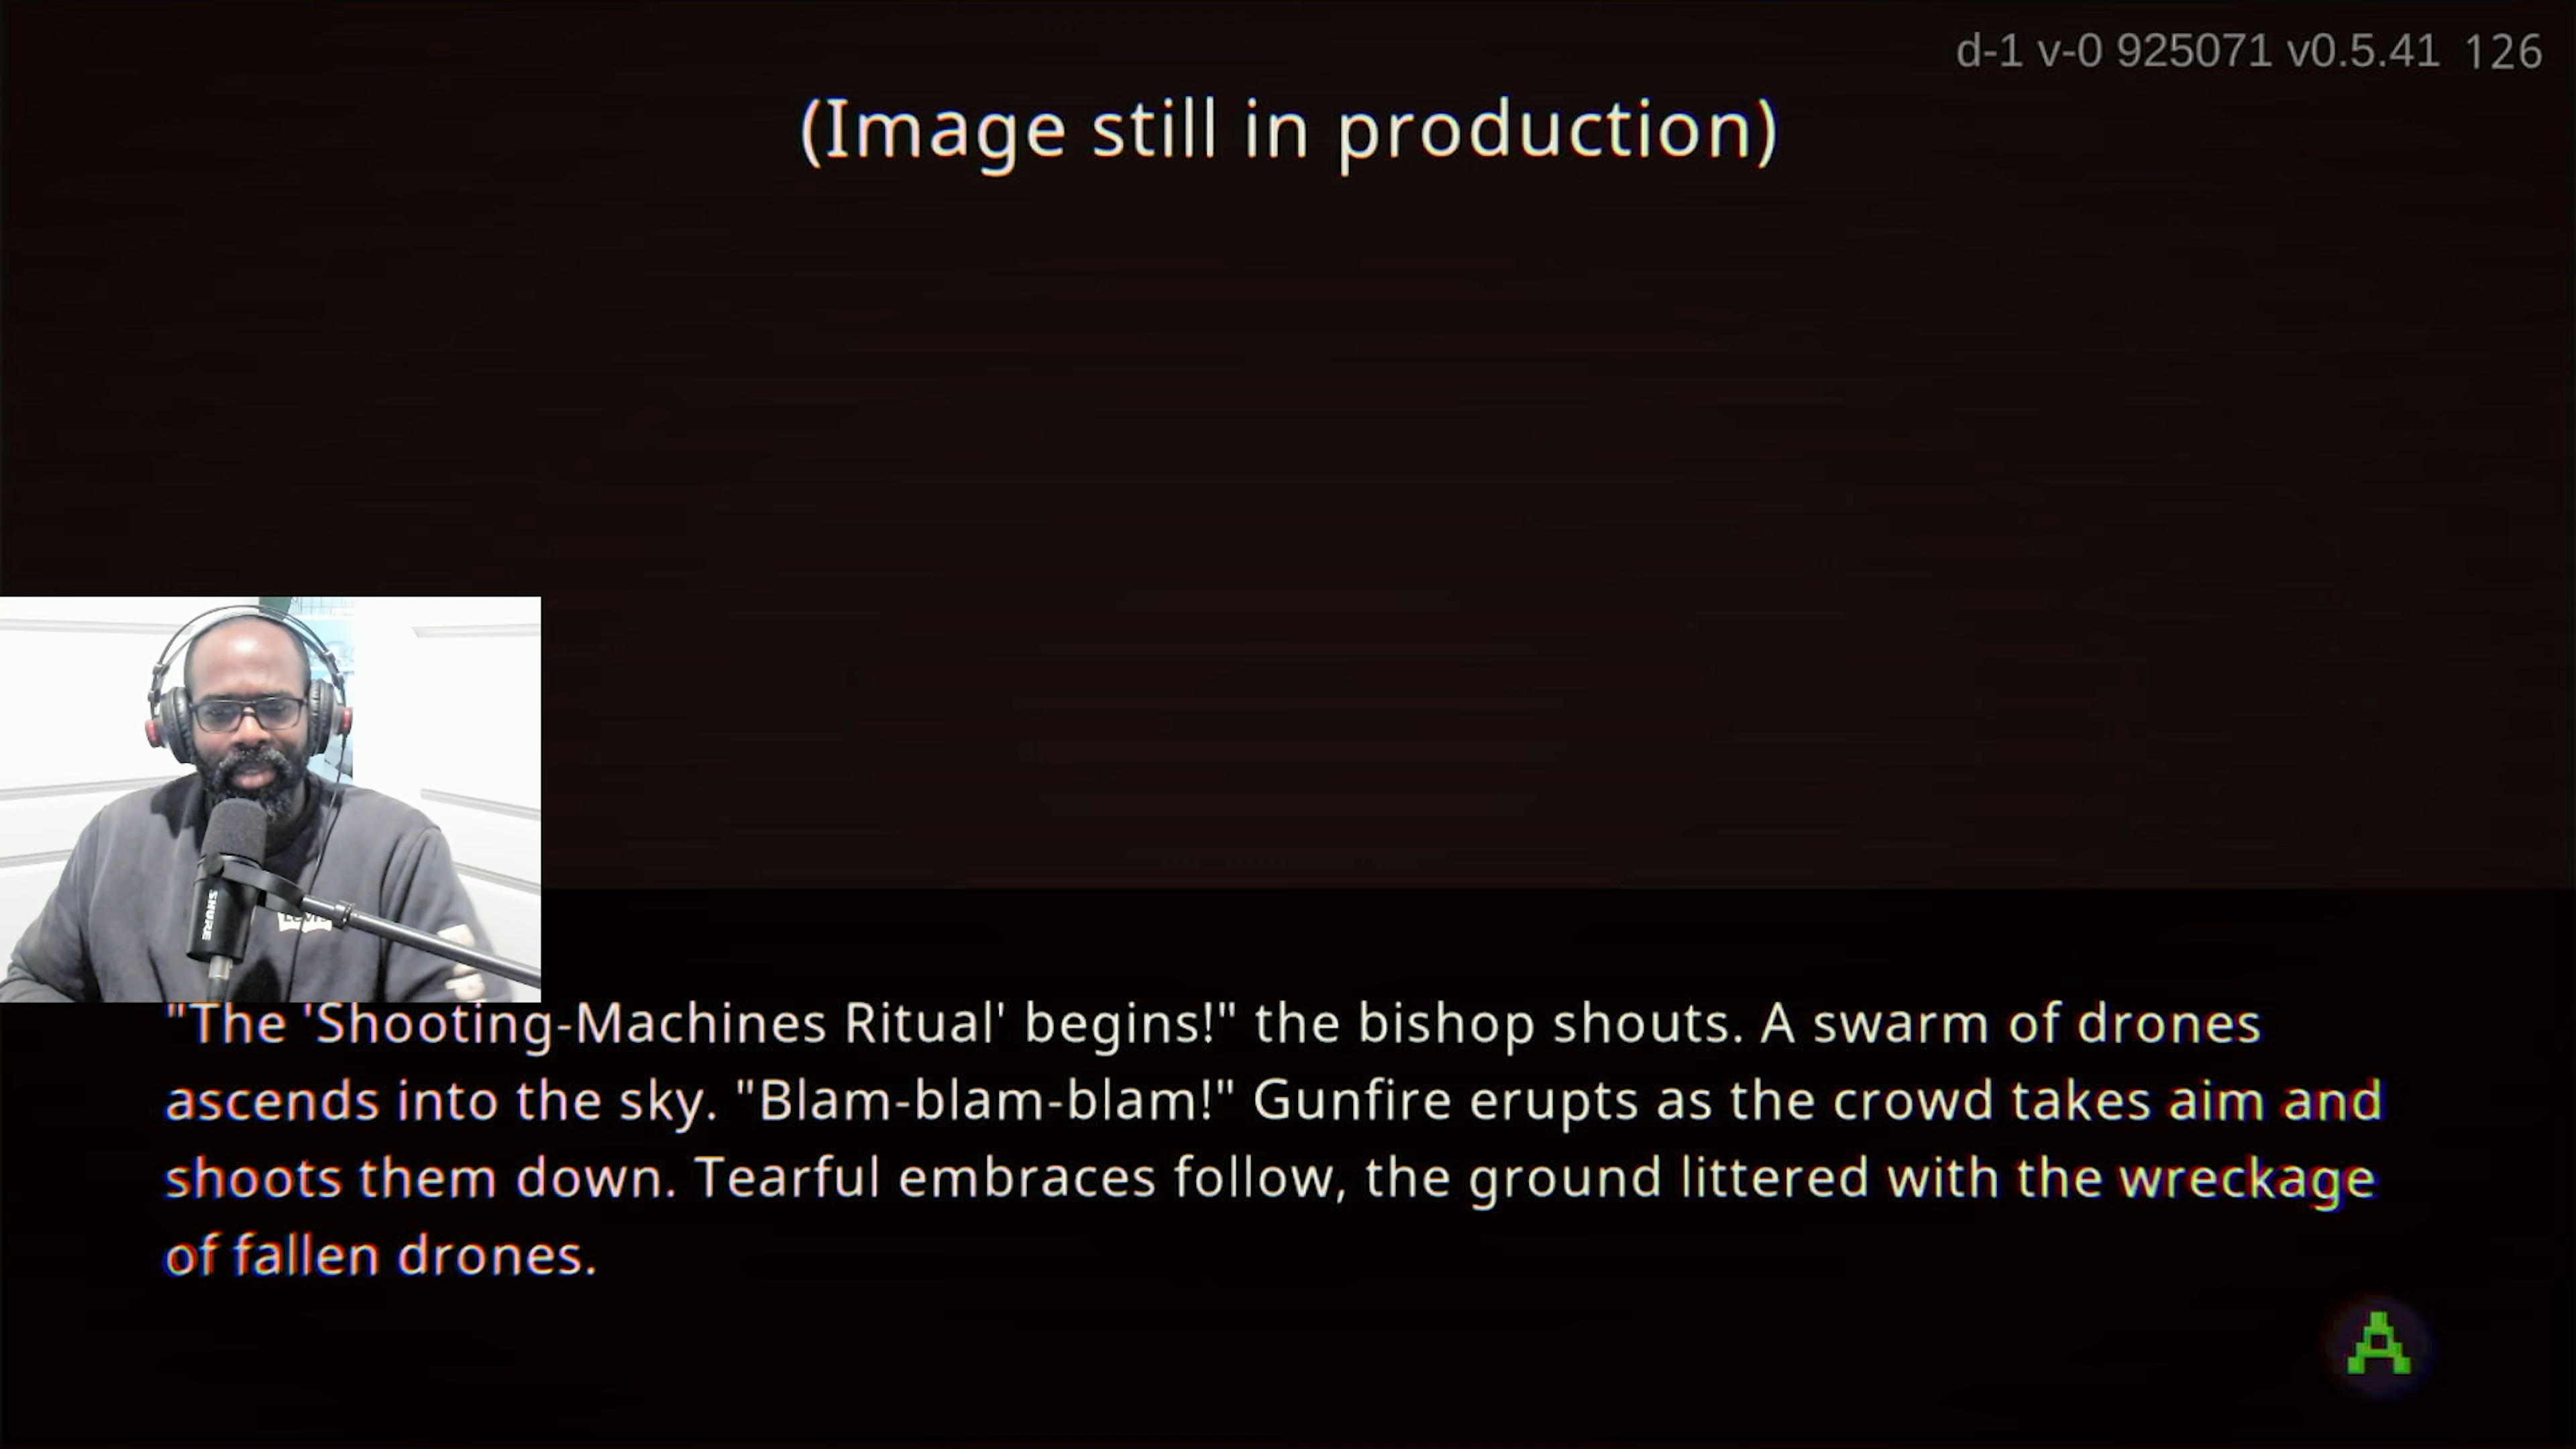 d-1 v-0 925071 v0.5.41 126
(Image still in production)
SHURE
"The 'Shooting-Machines Ritual' begins!" the bishop shouts. A swarm of drones
ascends into the sky. "Blam-blam-blam!" Gunfire erupts as the crowd takes aim and
shoots them down. Tearful embraces follow, the ground littered with the wreckage
of fallen drones.
A